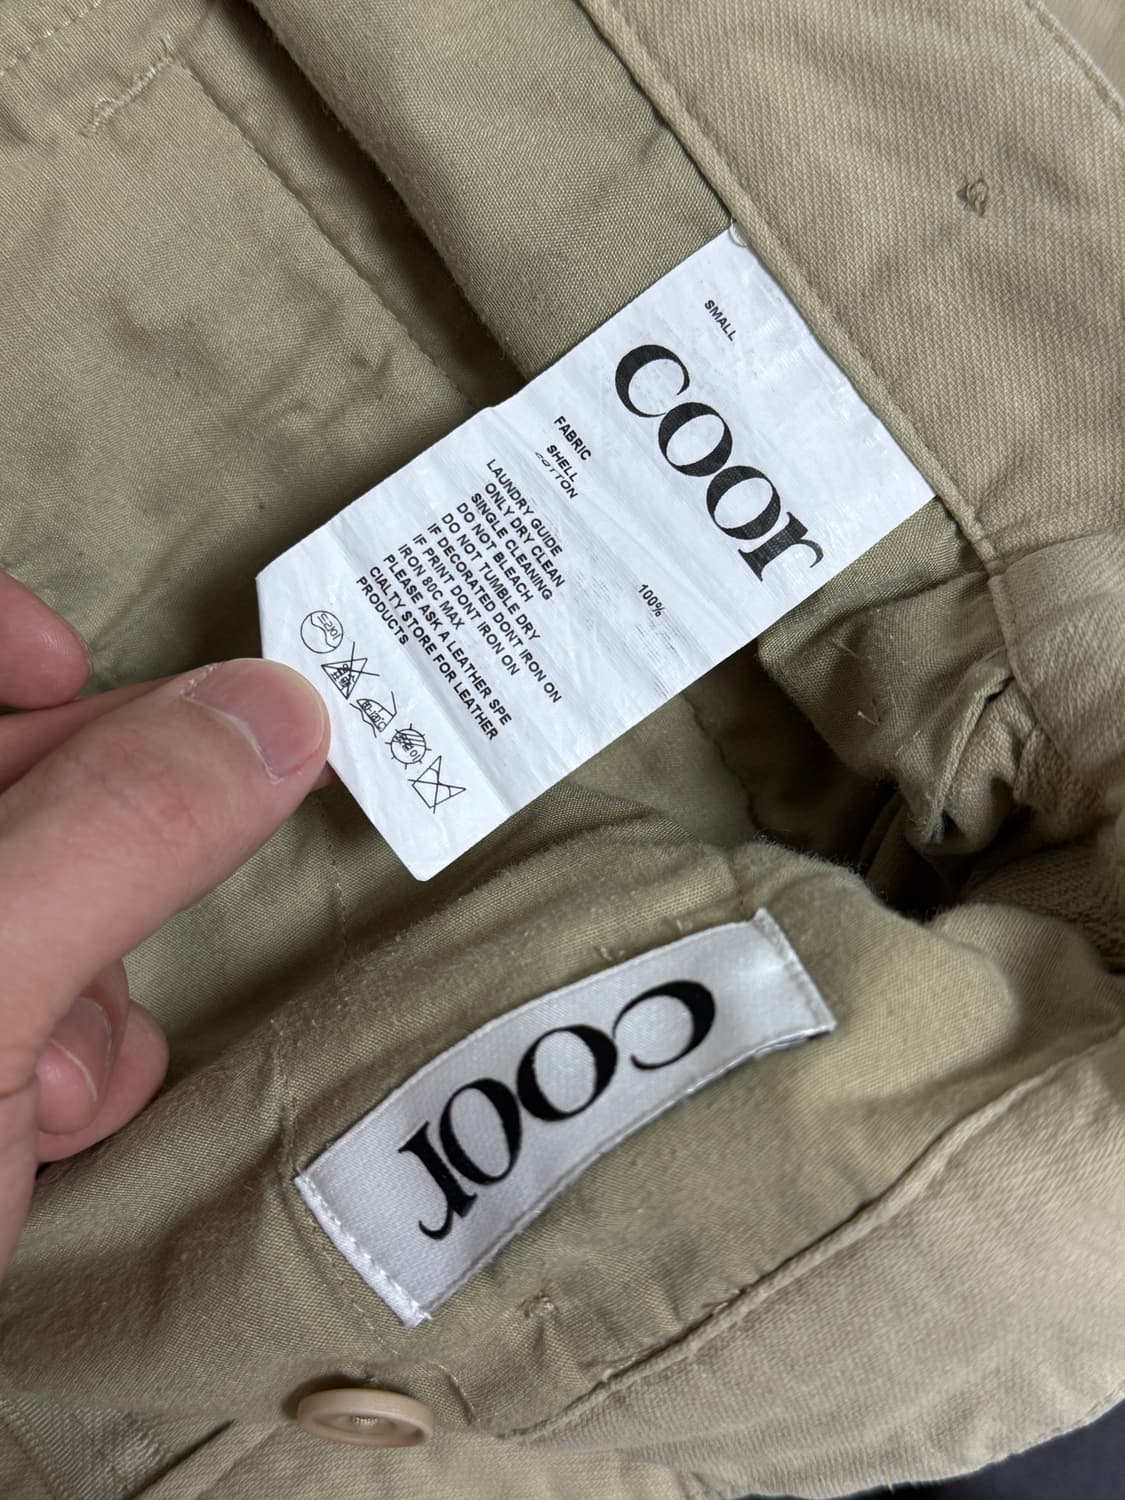 SMALL
coor
FABRIC
SHELL
COTTON 100%
LAUNDRY GUIDE
ONLY DRY CLEAN
SINGLE CLEANING
DO NOT BLEACH
DO NOT TUMBLE DRY
IF DECORATED DONT IRON ON
IF PRINT DONT IRON ON
IRON 80C MAX
PLEASE ASK A LEATHER SPE
CIALTY STORE FOR LEATHER
PRODUCTS
coor